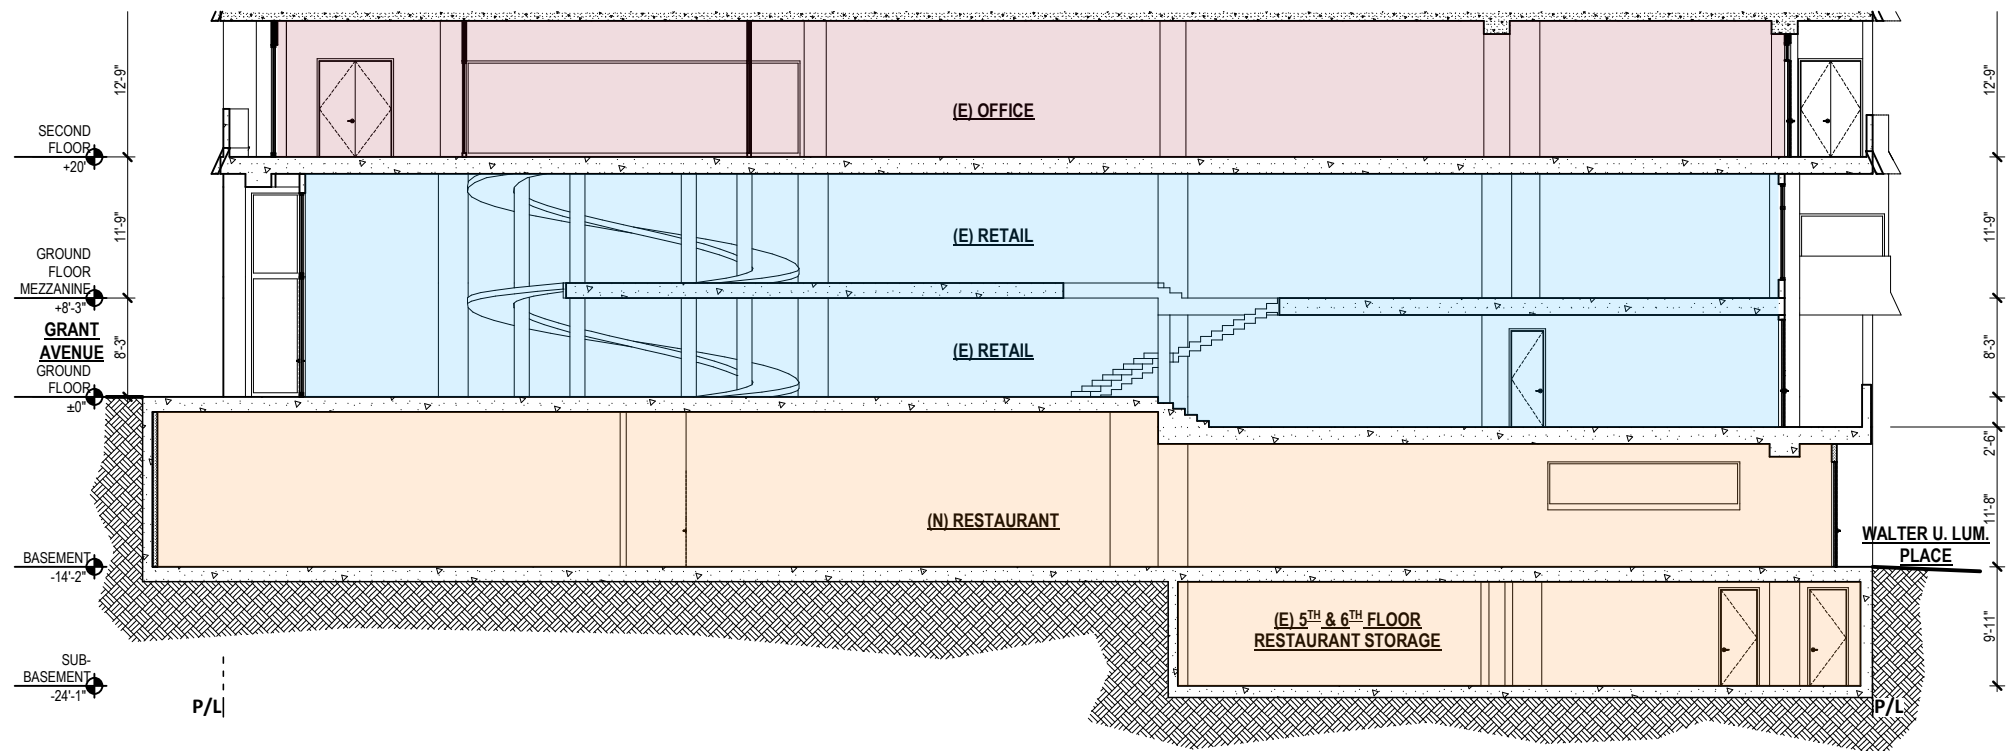 12'-9"
12'-9"
(E) OFFICE
SECOND
FLOOR
+20'
11'-9"
11'-9"
(E) RETAIL
GROUND
FLOOR
MEZZANINE
+8'-3"
GRANT
AVENUE
8'-3"
8'-3"
(E) RETAIL
GROUND
FLOOR
±0"
2'-6"
11'-8"
(N) RESTAURANT
WALTER U. LUM.
PLACE
BASEMENT
-14'-2"
(E) 5TH & 6TH FLOOR
RESTAURANT STORAGE
9'-11"
SUB-
BASEMENT
-24'-1"
P/L
P/L